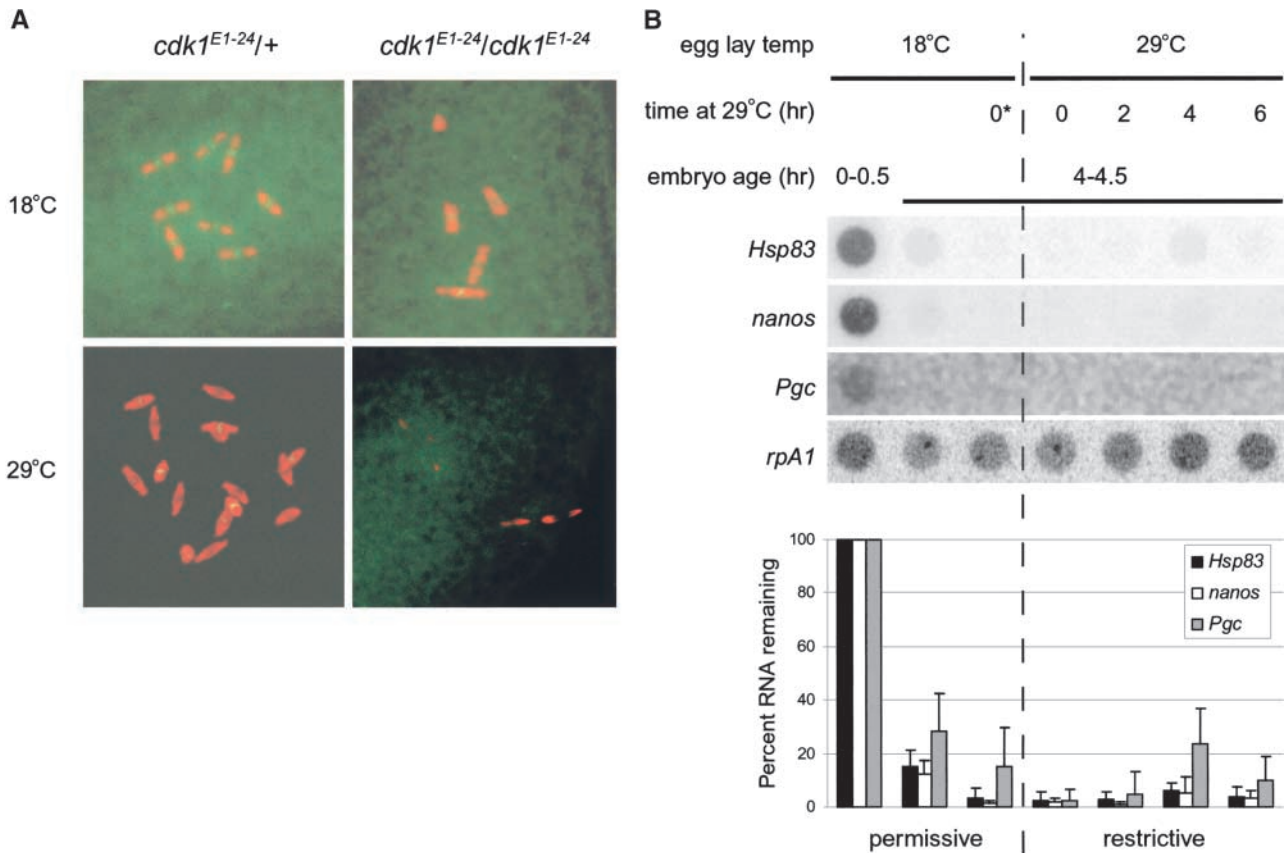 A
cdk1E1-24/+ cdk1E1-24/cdk1E1-24
18°C
29°C
B
egg lay temp 18°C 29°C
time at 29°C (hr) 0* 0 2 4 6
embryo age (hr) 0-0.5 4-4.5
Hsp83
nanos
Pgc
rpA1
Percent RNA remaining
100
80
60
40
20
0
Hsp83
nanos
Pgc
permissive restrictive